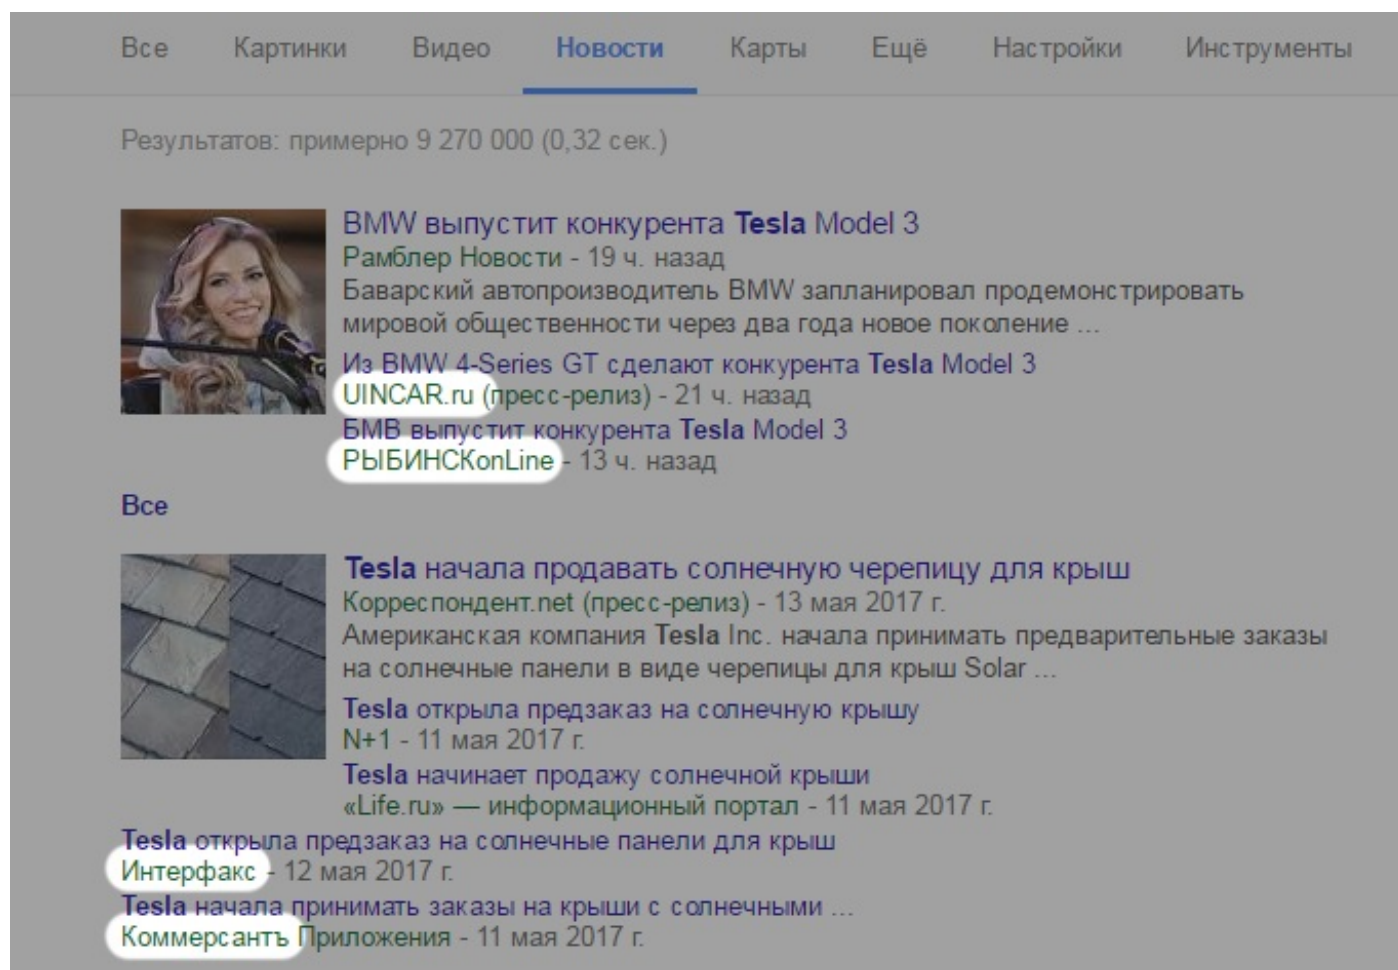 Все Картинки Видео Новости Карты Ещё Настройки Инструменты
Результатов: примерно 9 270 000 (0,32 сек.)
BMW выпустит конкурента Tesla Model 3
Рамблер Новости - 19 ч. назад
Баварский автопроизводитель BMW запланировал продемонстрировать
мировой общественности через два года новое поколение ...
Из BMW 4-Series GT сделают конкурента Tesla Model 3
UINCAR.ru (пресс-релиз) - 21 ч. назад
БМВ выпустит конкурента Tesla Model 3
РЫБИНСКonLine - 13 ч. назад
Все
Tesla начала продавать солнечную черепицу для крыш
Корреспондент.net (пресс-релиз) - 13 мая 2017 г.
Американская компания Tesla Inc. начала принимать предварительные заказы
на солнечные панели в виде черепицы для крыш Solar ...
Tesla открыла предзаказ на солнечную крышу
N+1 - 11 мая 2017 г.
Tesla начинает продажу солнечной крыши
«Life.ru» — информационный портал - 11 мая 2017 г.
Tesla открыла предзаказ на солнечные панели для крыш
Интерфакс - 12 мая 2017 г.
Tesla начала принимать заказы на крыши с солнечными ...
Коммерсантъ Приложения - 11 мая 2017 г.